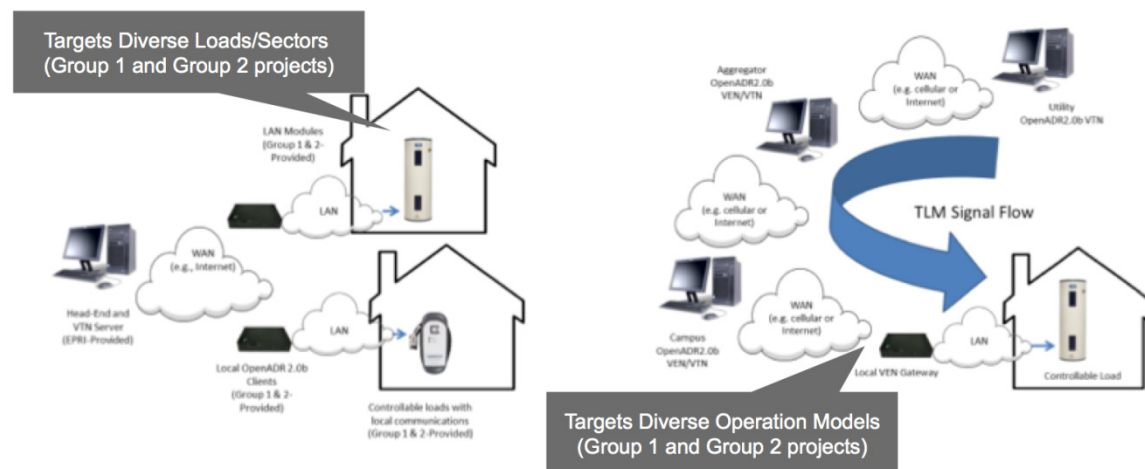 Targets Diverse Loads/Sectors
(Group 1 and Group 2 projects)
LAN Modules
(Group 1 & 2-
Provided)
LAN
WAN
(e.g., Internet)
Head-End and
VTN Server
(EPRI-Provided)
LAN
Local OpenADR 2.0b
Clients
(Group 1 & 2-
Provided)
Controllable loads with
local communications
(Group 1 & 2-Provided)
Aggregator
OpenADR2.0b
VEN/VTN
WAN
(e.g. cellular or
Internet)
Utility
OpenADR2.0b VTN
WAN
(e.g. cellular or
Internet)
TLM Signal Flow
Campus
OpenADR2.0b
VEN/VTN
WAN
(e.g. cellular or
Internet)
Local VEN Gateway
LAN
Controllable Load
Targets Diverse Operation Models
(Group 1 and Group 2 projects)